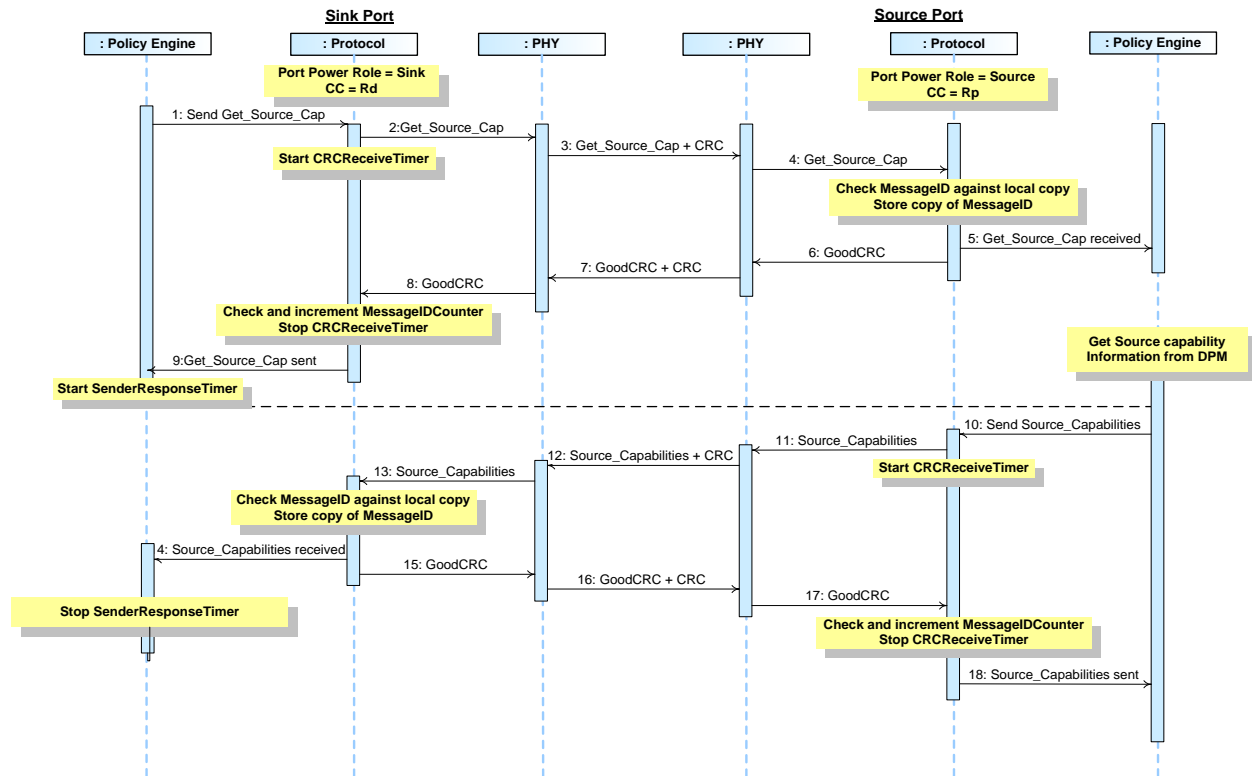 Sink Port
Source Port
: Policy Engine
: Protocol
: PHY
: PHY
: Protocol
: Policy Engine
Port Power Role = Sink
CC = Rd
Port Power Role = Source
CC = Rp
1: Send Get_Source_Cap
2:Get_Source_Cap
Start CRCReceiveTimer
3: Get_Source_Cap + CRC
4: Get_Source_Cap
Check MessageID against local copy
Store copy of MessageID
5: Get_Source_Cap received
6: GoodCRC
7: GoodCRC + CRC
8: GoodCRC
Check and increment MessageIDCounter
Stop CRCReceiveTimer
9:Get_Source_Cap sent
Start SenderResponseTimer
Get Source capability
Information from DPM
10: Send Source_Capabilities
11: Source_Capabilities
Start CRCReceiveTimer
12: Source_Capabilities + CRC
13: Source_Capabilities
Check MessageID against local copy
Store copy of MessageID
4: Source_Capabilities received
15: GoodCRC
16: GoodCRC + CRC
17: GoodCRC
Stop SenderResponseTimer
Check and increment MessageIDCounter
Stop CRCReceiveTimer
18: Source_Capabilities sent